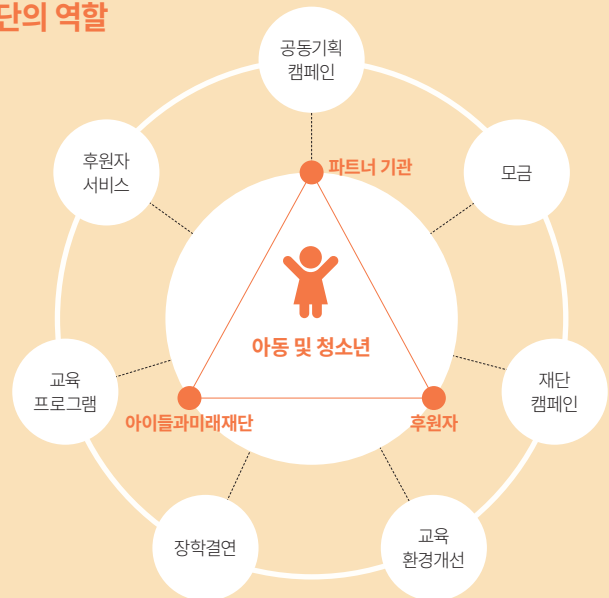 단의 역할
공동기획
캠페인
후원자
서비스
파트너 기관
모금
아동 및 청소년
교육
프로그램
재단
캠페인
아이들과미래재단
후원자
장학결연
교육
환경개선